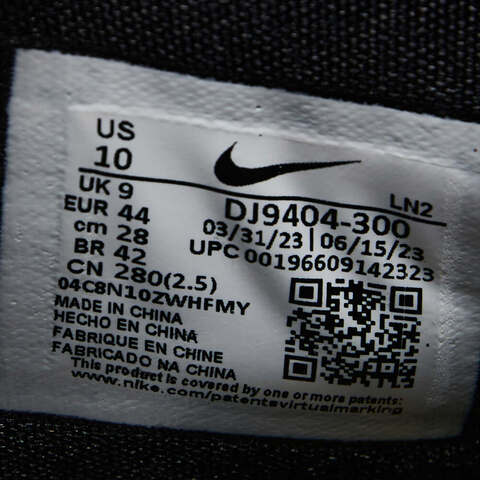 US
10
UK 9
EUR 44
cm 28
BR 42
CN 280(2.5)
04C8N10ZWHFMY
MADE IN CHINA
HECHO EN CHINA
FABRIQUE EN CHINE
FABRICADO NA CHINA
This product is covered by one or more patents:
www.nike.com/patentsvirtualmarking
LN2
DJ9404-300
03/31/23 | 06/15/23
UPC 00196609142323